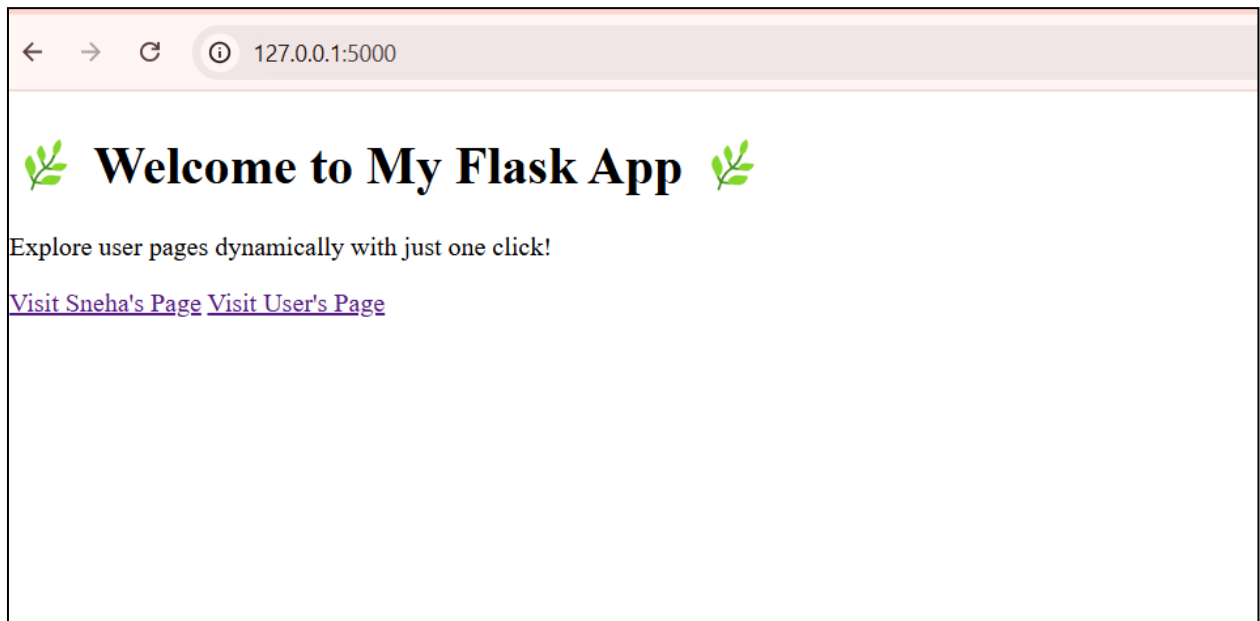 127.0.0.1:5000
🌿 Welcome to My Flask App 🌿
Explore user pages dynamically with just one click!
Visit Sneha's Page Visit User's Page